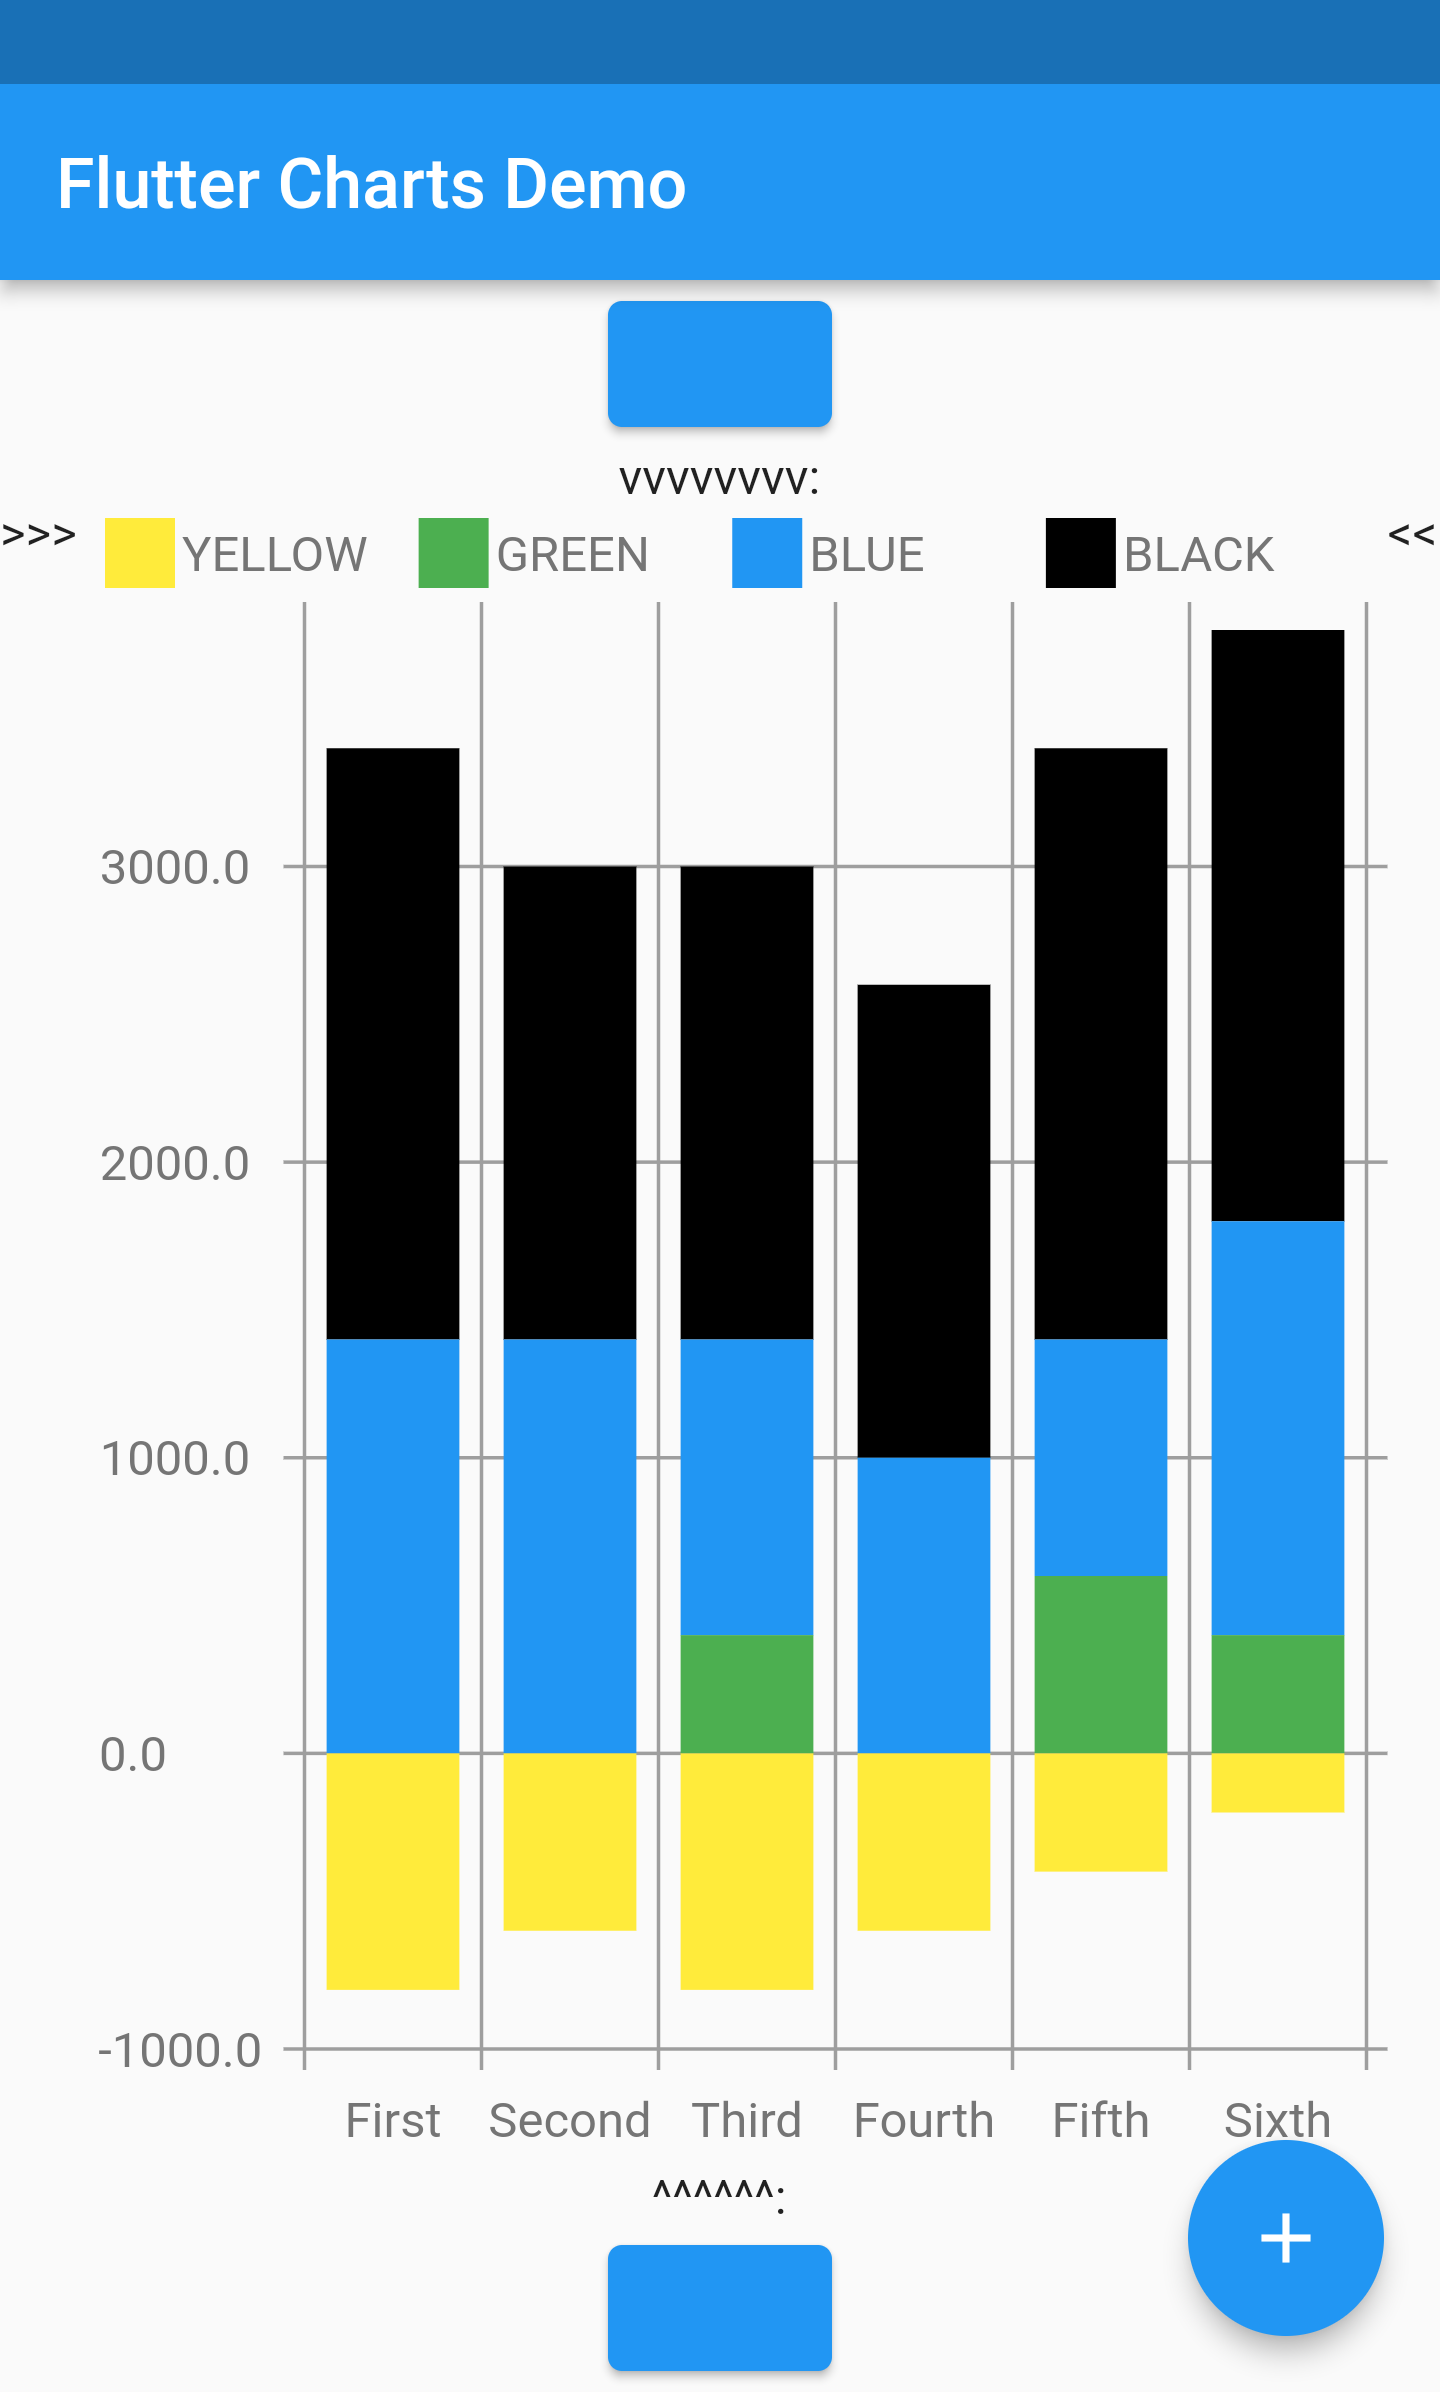 Flutter Charts Demo
vvvvvvvv:
>>> YELLOW GREEN BLUE BLACK <<
3000.0
2000.0
1000.0
0.0
-1000.0
First Second Third Fourth Fifth Sixth
^^^^^^:
+